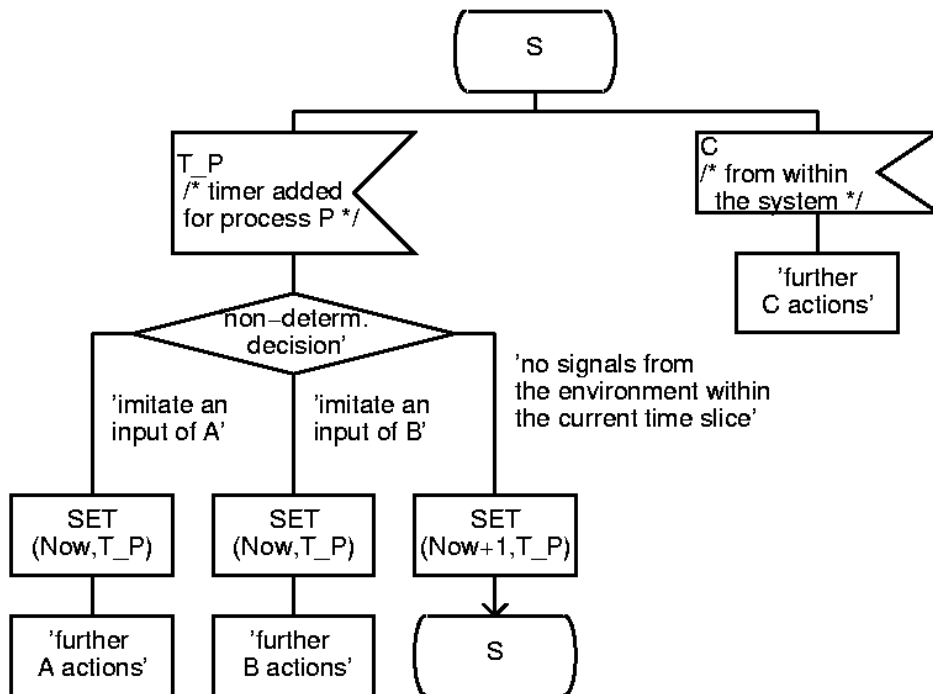 S
T_P
/* timer added
for process P */
C
/* from within
the system */
'further
C actions'
non−determ.
decision'
'no signals from
the environment within
the current time slice'
'imitate an
input of A'
'imitate an
input of B'
SET
(Now,T_P)
SET
(Now,T_P)
SET
(Now+1,T_P)
'further
A actions'
'further
B actions'
S